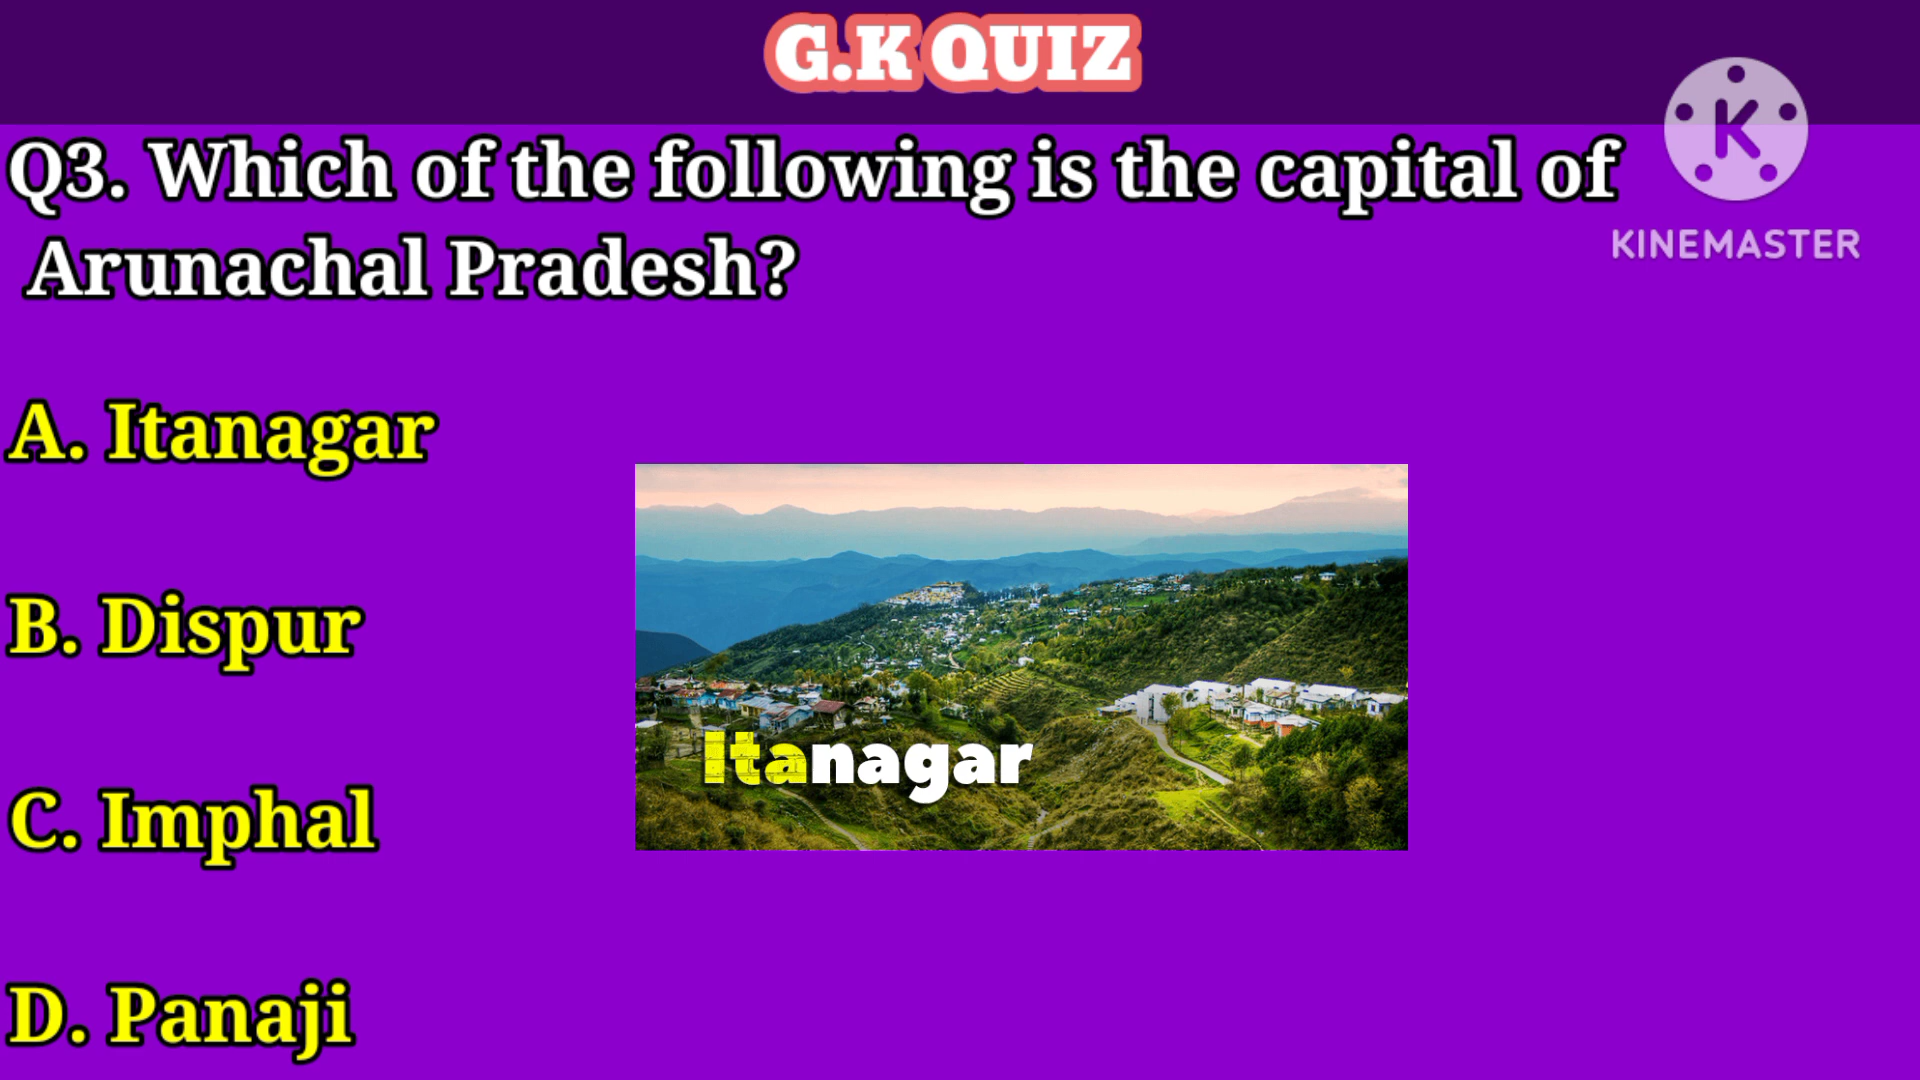 G.K QUIZ
K
KINEMASTER
Q3. Which of the following is the capital of
Arunachal Pradesh?
A. Itanagar
B. Dispur
C. Imphal
D. Panaji
Itanagar